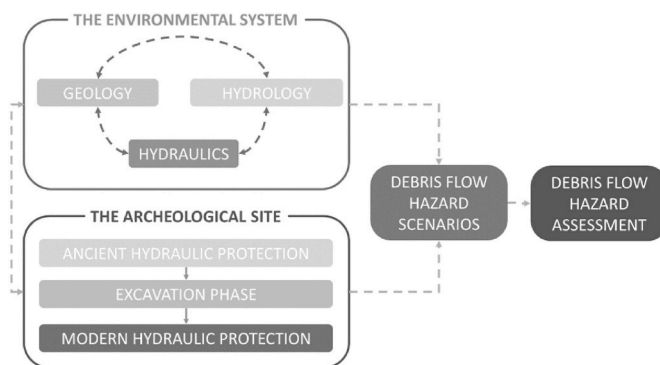 THE ENVIRONMENTAL SYSTEM
GEOLOGY
HYDROLOGY
HYDRAULICS
THE ARCHEOLOGICAL SITE
ANCIENT HYDRAULIC PROTECTION
EXCAVATION PHASE
MODERN HYDRAULIC PROTECTION
DEBRIS FLOW
HAZARD
SCENARIOS
DEBRIS FLOW
HAZARD
ASSESSMENT